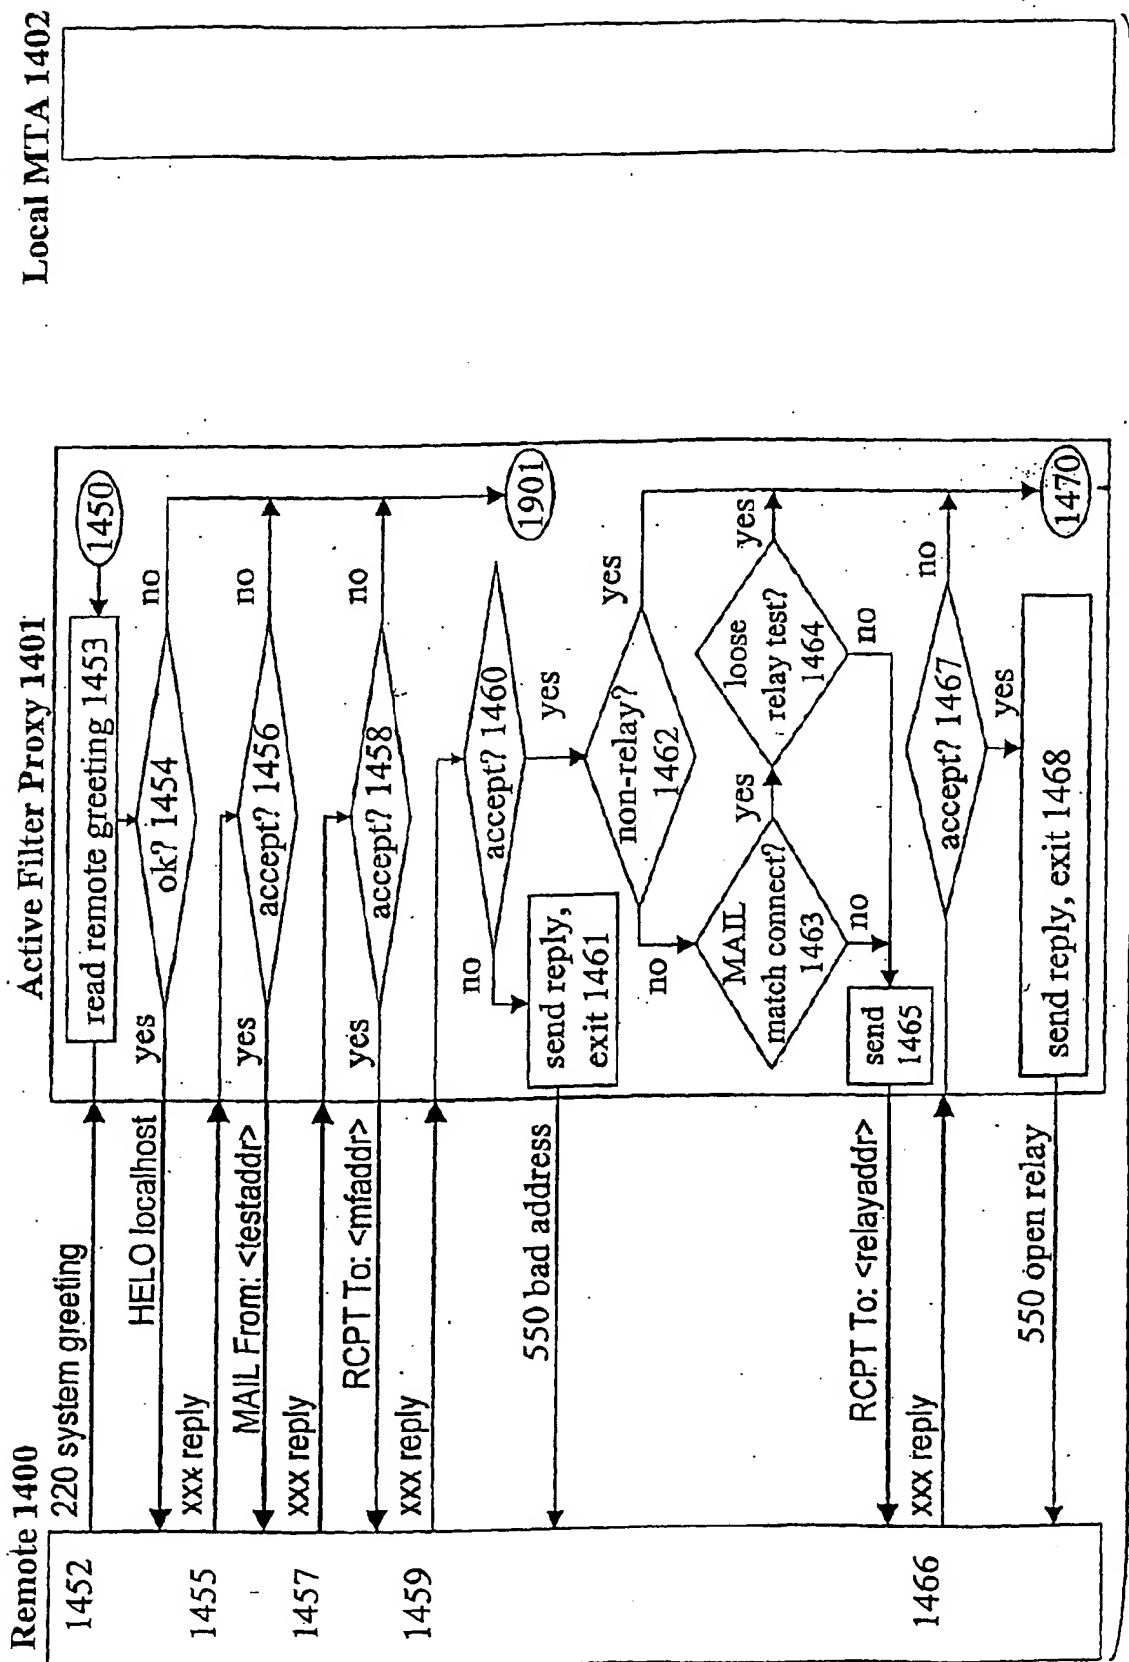 Remote 1400
Active Filter Proxy 1401
Local MTA 1402
1450
1452
220 system greeting
read remote greeting 1453
ok? 1454
yes
no
HELO localhost
1455
xxx reply
accept? 1456
yes
no
MAIL From: <testaddr>
1457
xxx reply
accept? 1458
yes
no
RCPT To: <mfaddr>
1459
xxx reply
accept? 1460
1901
no
yes
send reply,
exit 1461
550 bad address
non-relay?
1462
yes
no
MAIL
match connect?
1463
yes
no
loose
relay test?
1464
yes
no
send
1465
RCPT To: <relayaddr>
1466
xxx reply
accept? 1467
no
yes
1470
send reply, exit 1468
550 open relay